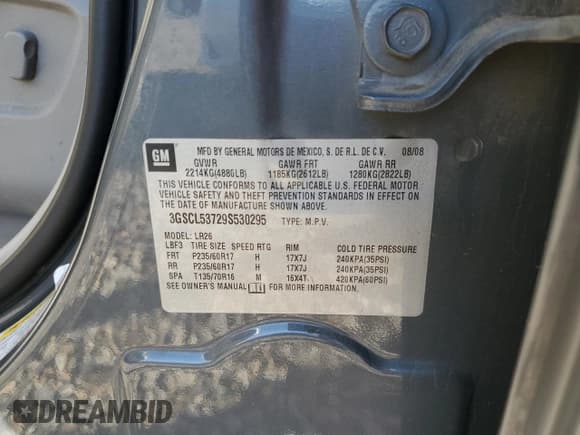 GM
MFD BY GENERAL MOTORS DE MEXICO, S. DE R.L. DE C.V. 08/08
GVWR GAWR FRT GAWR RR
2214KG(4880LB) 1185KG(2612LB) 1280KG(2822LB)
THIS VEHICLE CONFORMS TO ALL APPLICABLE U.S. FEDERAL MOTOR
VEHICLE SAFETY AND THEFT PREVENTION STANDARDS IN EFFECT ON
THE DATE OF MANUFACTURE SHOWN ABOVE.
3GSCL53729S530295 TYPE: M.P.V.
MODEL: LR26
LBF3 TIRE SIZE SPEED RTG RIM COLD TIRE PRESSURE
FRT P235/60R17 H 17X7J 240KPA(35PSI)
RR P235/60R17 H 17X7J 240KPA(35PSI)
SPA T135/70R16 M 16X4T 420KPA(60PSI)
SEE OWNER'S MANUAL FOR MORE INFORMATION.
DREAMBID